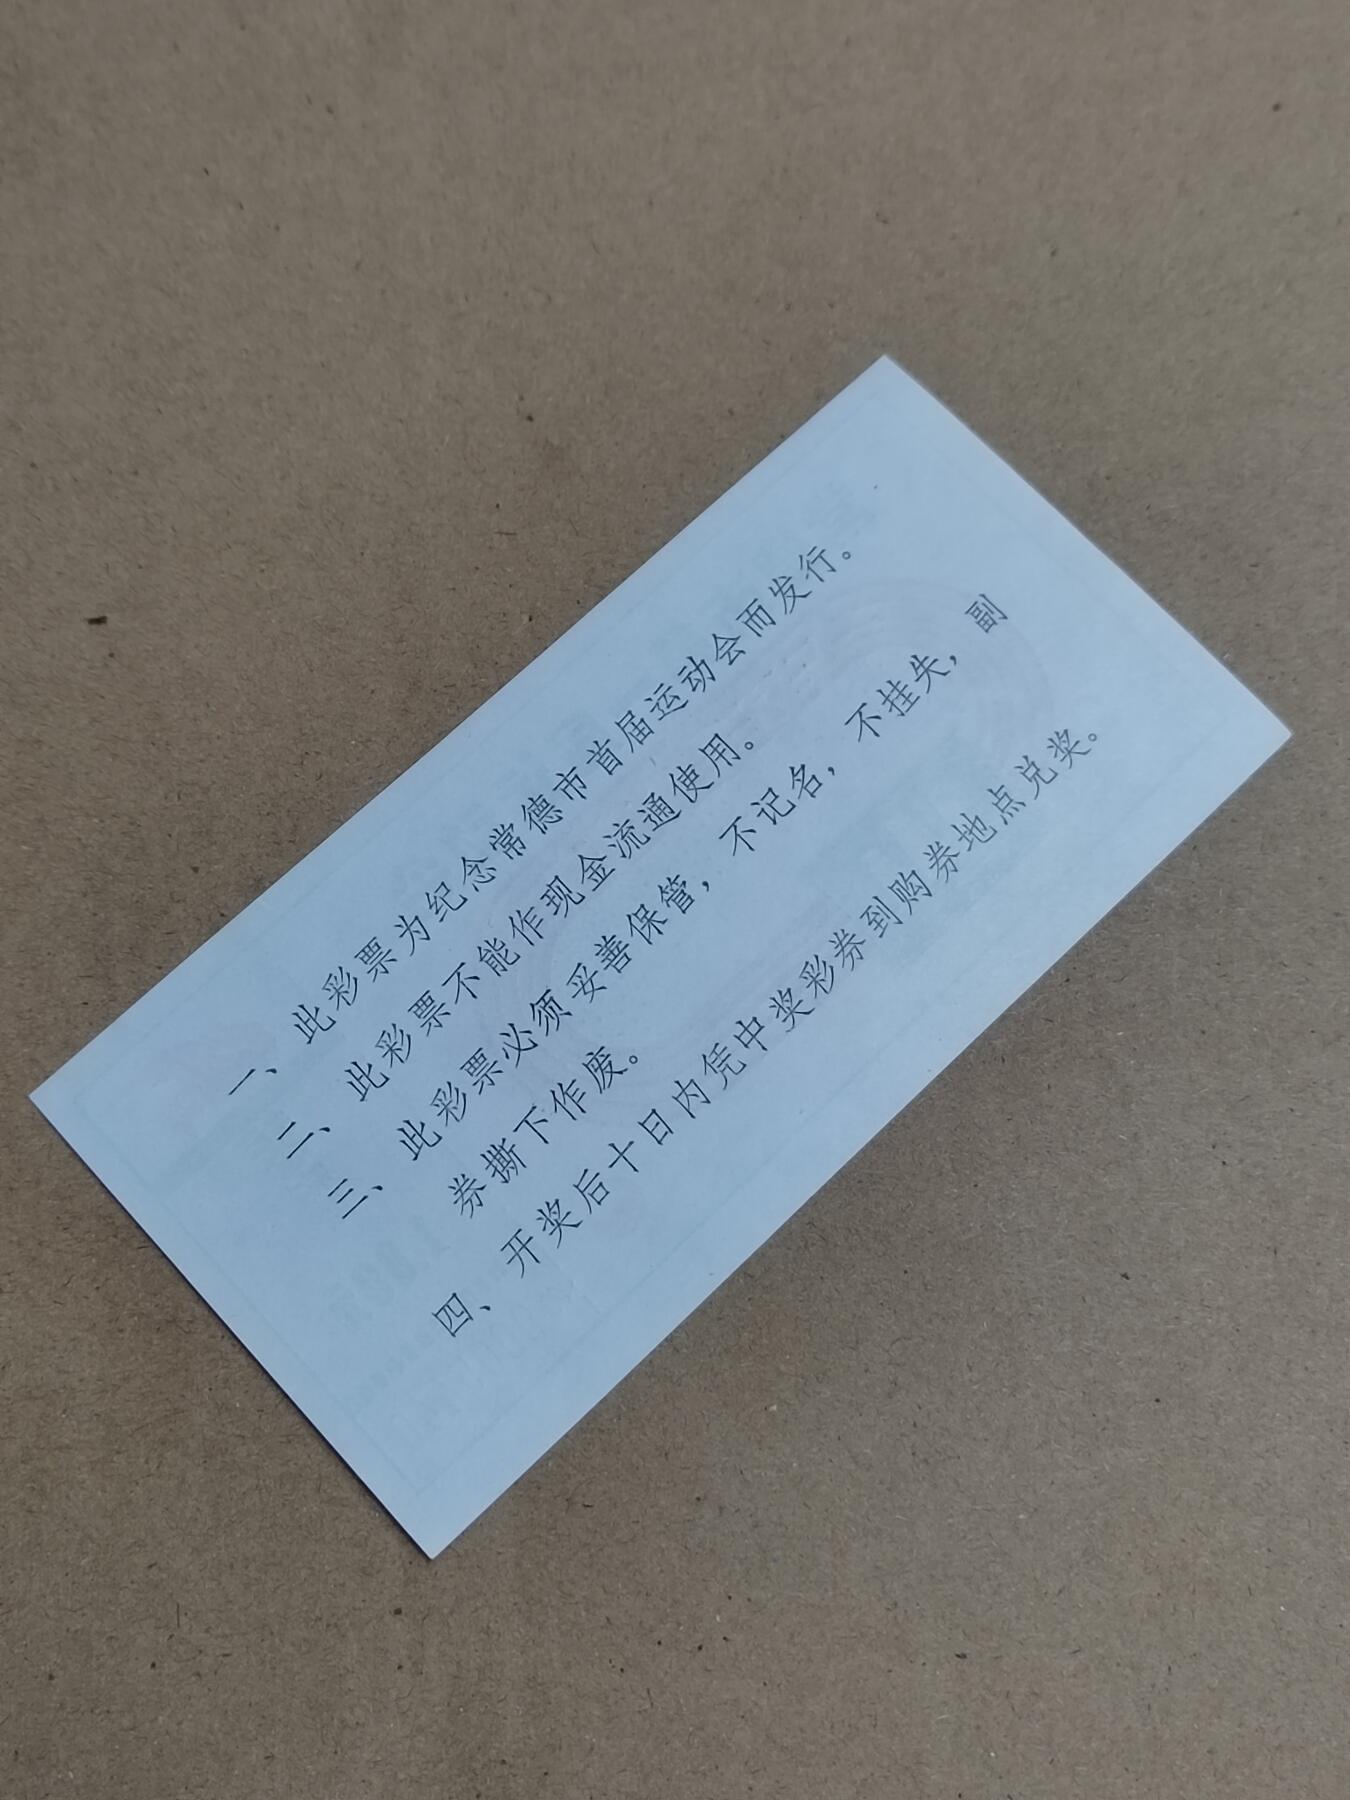 一、此彩票为纪念常德市首届运动会而发行。
二、此彩票不能作现金流通使用。
三、此彩票必须妥善保管，不记名，不挂失，副
券撕下作废。
四、开奖后十日内凭中奖彩券到购券地点兑奖。